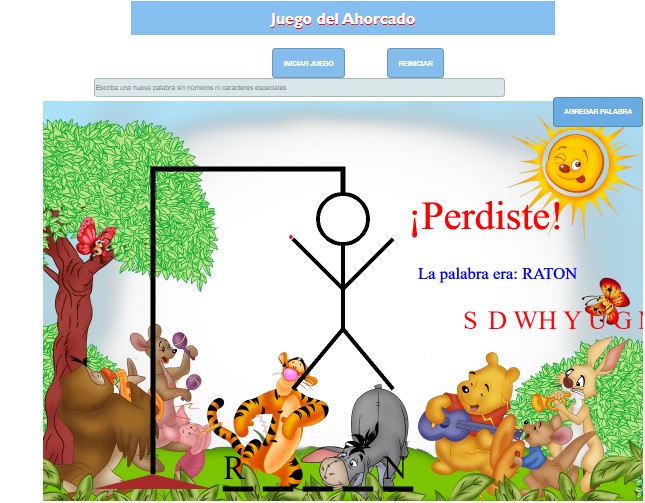 Juego del Ahorcado
INICIAR JUEGO
REINICIAR
Escriba una nueva palabra sin números ni caracteres especiales
AGREGAR PALABRA
¡Perdiste!
La palabra era: RATON
S D W H Y U G
R N